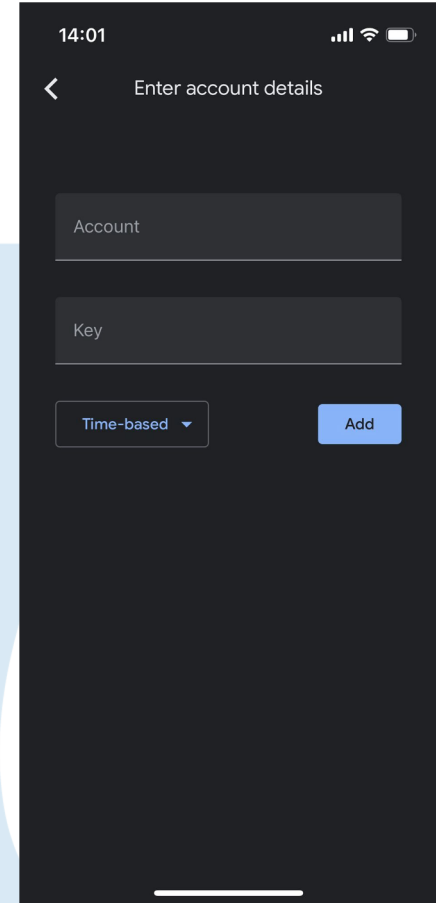 14:01
Enter account details
Account
Key
Time-based
Add